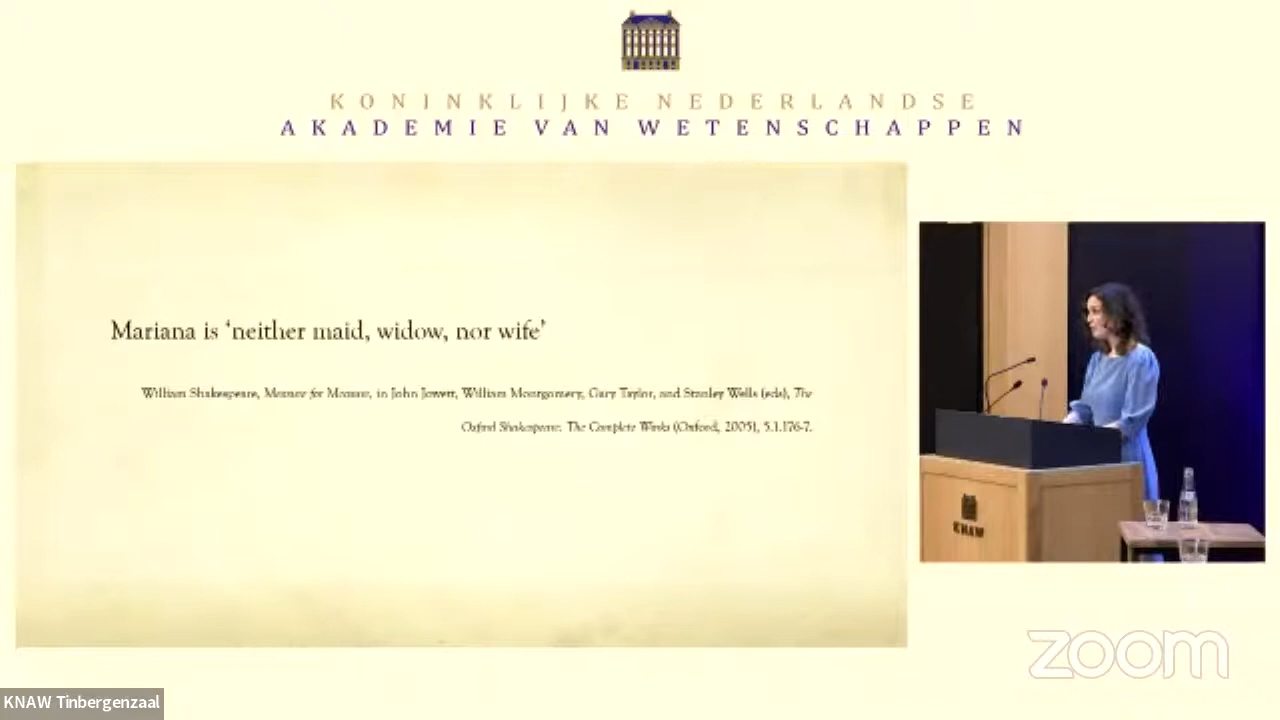 KONINKLIJKE NEDERLANDSE
AKADEMIE VAN WETENSCHAPPEN
Mariana is ‘neither maid, widow, nor wife’
William Shakespeare, Measure for Measure, in John Jowett, William Montgomery, Gary Taylor, and Stanley Wells (eds), The
Oxford Shakespeare: The Complete Works (Oxford, 2005), 5.1.176-7.
KNAW
zoom
KNAW Tinbergenzaal